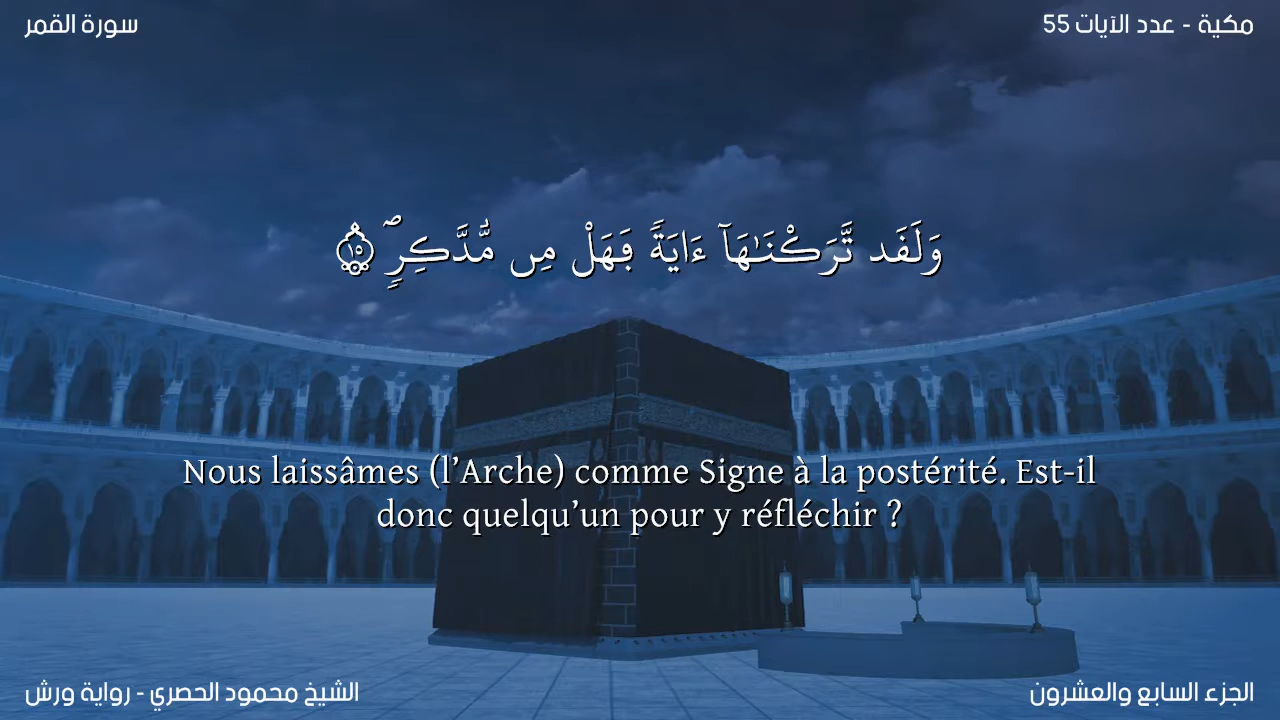 سورة القمر
مكية - عدد الآيات 55
وَلَقَد تَّرَكْنَٰهَآ ءَايَةٗ فَهَلْ مِن مُّدَّكِرٖۖ ١٥
Nous laissâmes (l’Arche) comme Signe à la postérité. Est-il
donc quelqu’un pour y réfléchir ?
الشيخ محمود الحصري - رواية ورش
الجزء السابع والعشرون